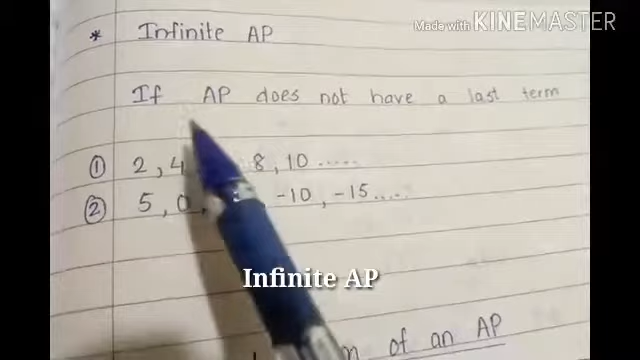 Made with KINEMASTER
* Infinite AP
If AP does not have a last term
① 2, 4 8, 10 .....
② 5, 0, -10, -15....
Infinite AP
of an AP